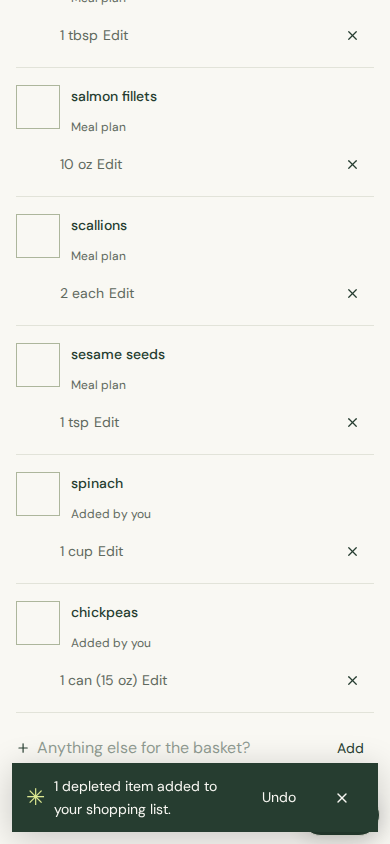 1 tbsp Edit
salmon fillets
Meal plan
10 oz Edit
scallions
Meal plan
2 each Edit
sesame seeds
Meal plan
1 tsp Edit
spinach
Added by you
1 cup Edit
chickpeas
Added by you
1 can (15 oz) Edit
+ Anything else for the basket? Add
1 depleted item added to
your shopping list.
Undo